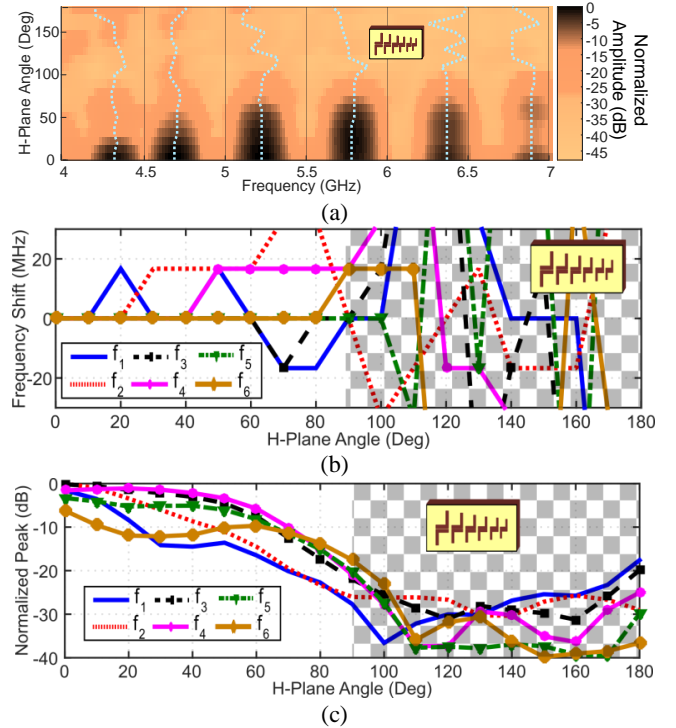 H-Plane Angle (Deg)
150
100
50
0
4
4.5
5
5.5
6
6.5
7
Frequency (GHz)
0
-5
-10
-15
-20
-25
-30
-35
-40
-45
Normalized
Amplitude (dB)
(a)
Frequency Shift (MHz)
20
0
-20
f1 f3 f5
f2 f4 f6
0 20 40 60 80 100 120 140 160 180
H-Plane Angle (Deg)
(b)
Normalized Peak (dB)
0
-10
-20
-30
-40
f1 f3 f5
f2 f4 f6
0 20 40 60 80 100 120 140 160 180
H-Plane Angle (Deg)
(c)